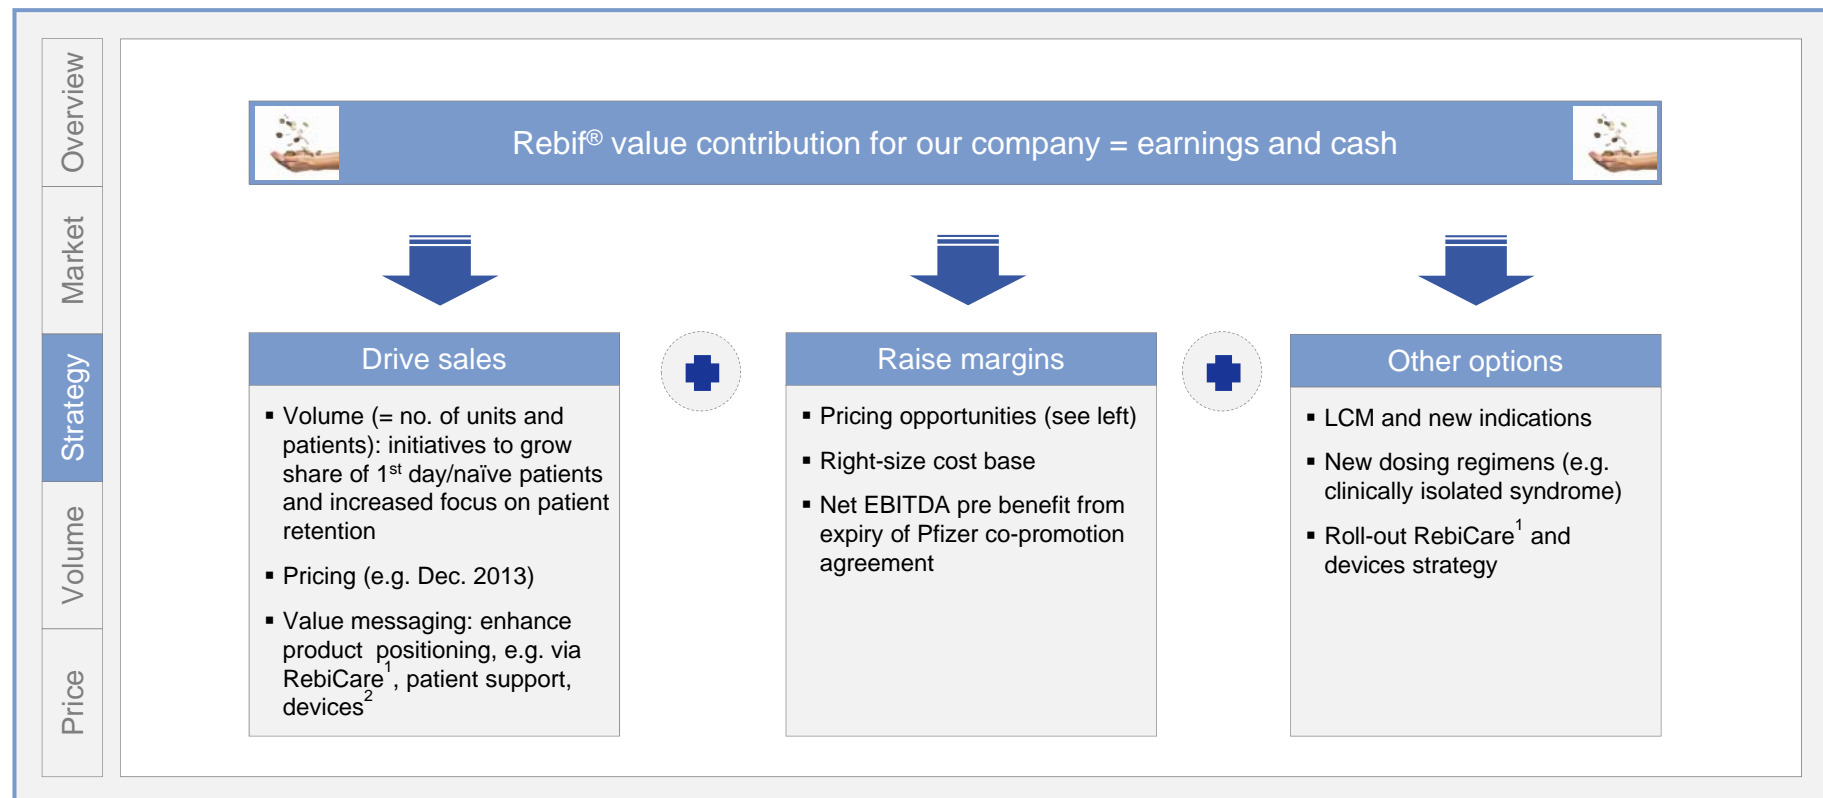 Overview
Market
Strategy
Volume
Price
Rebif® value contribution for our company = earnings and cash
Drive sales
▪ Volume (= no. of units and
patients): initiatives to grow
share of 1st day/naïve patients
and increased focus on patient
retention
▪ Pricing (e.g. Dec. 2013)
▪ Value messaging: enhance
product positioning, e.g. via
RebiCare1, patient support,
devices2
Raise margins
▪ Pricing opportunities (see left)
▪ Right-size cost base
▪ Net EBITDA pre benefit from
expiry of Pfizer co-promotion
agreement
Other options
▪ LCM and new indications
▪ New dosing regimens (e.g.
clinically isolated syndrome)
▪ Roll-out RebiCare1 and
devices strategy